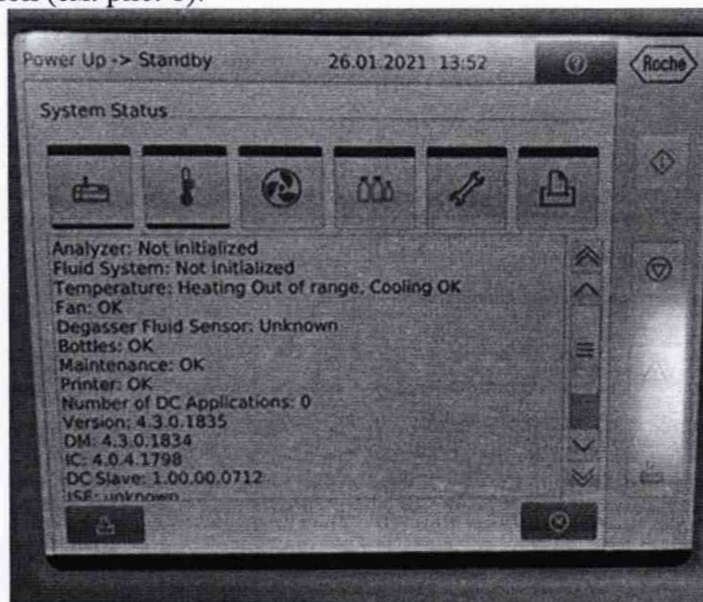 Power Up -> Standby 26.01.2021 13:52
Roche
System Status
Analyzer: Not initialized
Fluid System: Not initialized
Temperature: Heating Out of range, Cooling OK
Fan: OK
Degasser Fluid Sensor: Unknown
Bottles: OK
Maintenance: OK
Printer: OK
Number of DC Applications: 0
Version: 4.3.0.1835
DM: 4.3.0.1834
IC: 4.0.4.1798
DC Slave: 1.00.00.0712
ISE: unknown